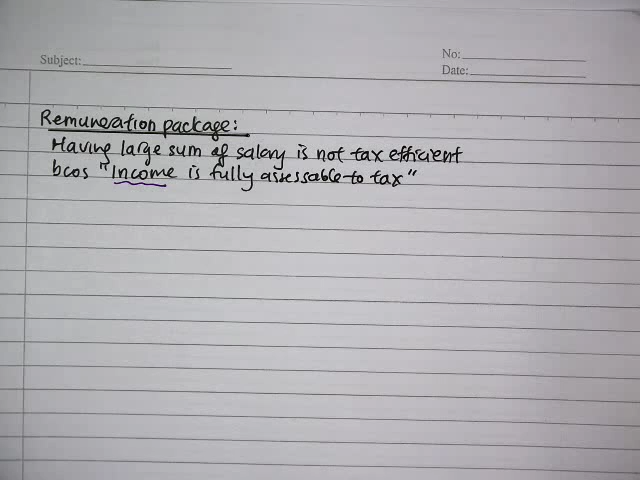 Subject:
No:
Date:
Remuneration package:
Having large sum of salary is not tax efficient
bcos "Income is fully assessable to tax"